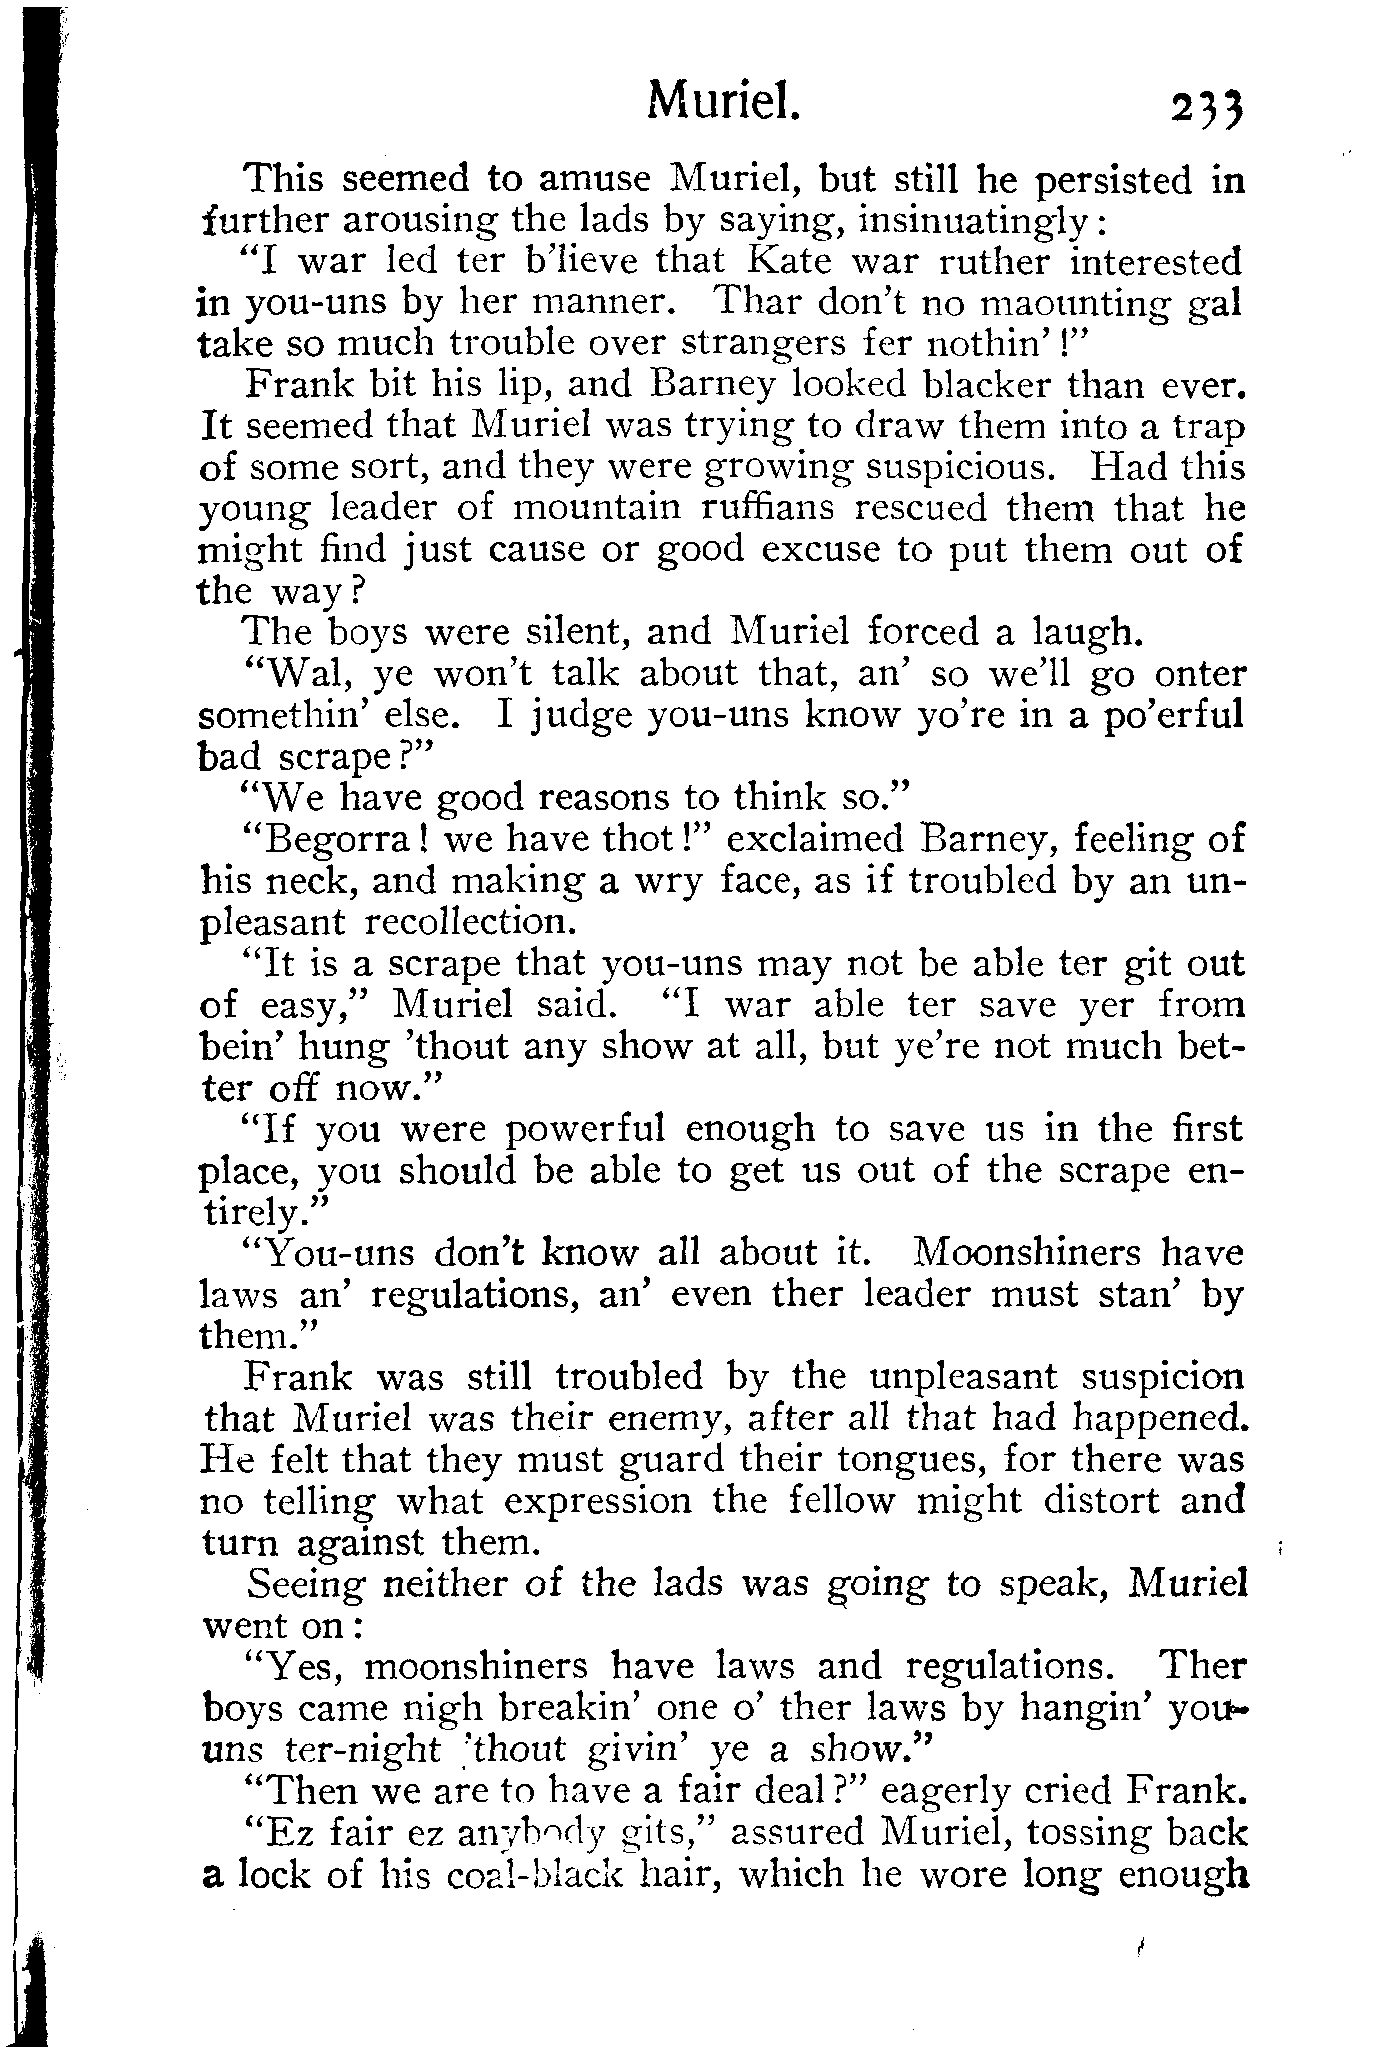 Muriel. 233
This seemed to amuse Muriel, but still he persisted in
further arousing the lads by saying, insinuatingly:
"I war led ter b'lieve that Kate war ruther interested
in you-uns by her manner. Thar don't no maounting gal
take so much trouble over strangers fer nothin'!"
Frank bit his lip, and Barney looked blacker than ever.
It seemed that Muriel was trying to draw them into a trap
of some sort, and they were growing suspicious. Had this
young leader of mountain ruffians rescued them that he
might find just cause or good excuse to put them out of
the way?
The boys were silent, and Muriel forced a laugh.
"Wal, ye won't talk about that, an' so we'll go onter
somethin' else. I judge you-uns know yo're in a po'erful
bad scrape?"
"We have good reasons to think so."
"Begorra! we have thot!" exclaimed Barney, feeling of
his neck, and making a wry face, as if troubled by an un-
pleasant recollection.
"It is a scrape that you-uns may not be able ter git out
of easy," Muriel said. "I war able ter save yer from
bein' hung 'thout any show at all, but ye're not much bet-
ter off now."
"If you were powerful enough to save us in the first
place, you should be able to get us out of the scrape en-
tirely."
"You-uns don't know all about it. Moonshiners have
laws an' regulations, an' even ther leader must stan' by
them."
Frank was still troubled by the unpleasant suspicion
that Muriel was their enemy, after all that had happened.
He felt that they must guard their tongues, for there was
no telling what expression the fellow might distort and
turn against them.
Seeing neither of the lads was going to speak, Muriel
went on:
"Yes, moonshiners have laws and regulations. Ther
boys came nigh breakin' one o' ther laws by hangin' you-
uns ter-night 'thout givin' ye a show."
"Then we are to have a fair deal?" eagerly cried Frank.
"Ez fair ez anybody gits," assured Muriel, tossing back
a lock of his coal-black hair, which he wore long enough